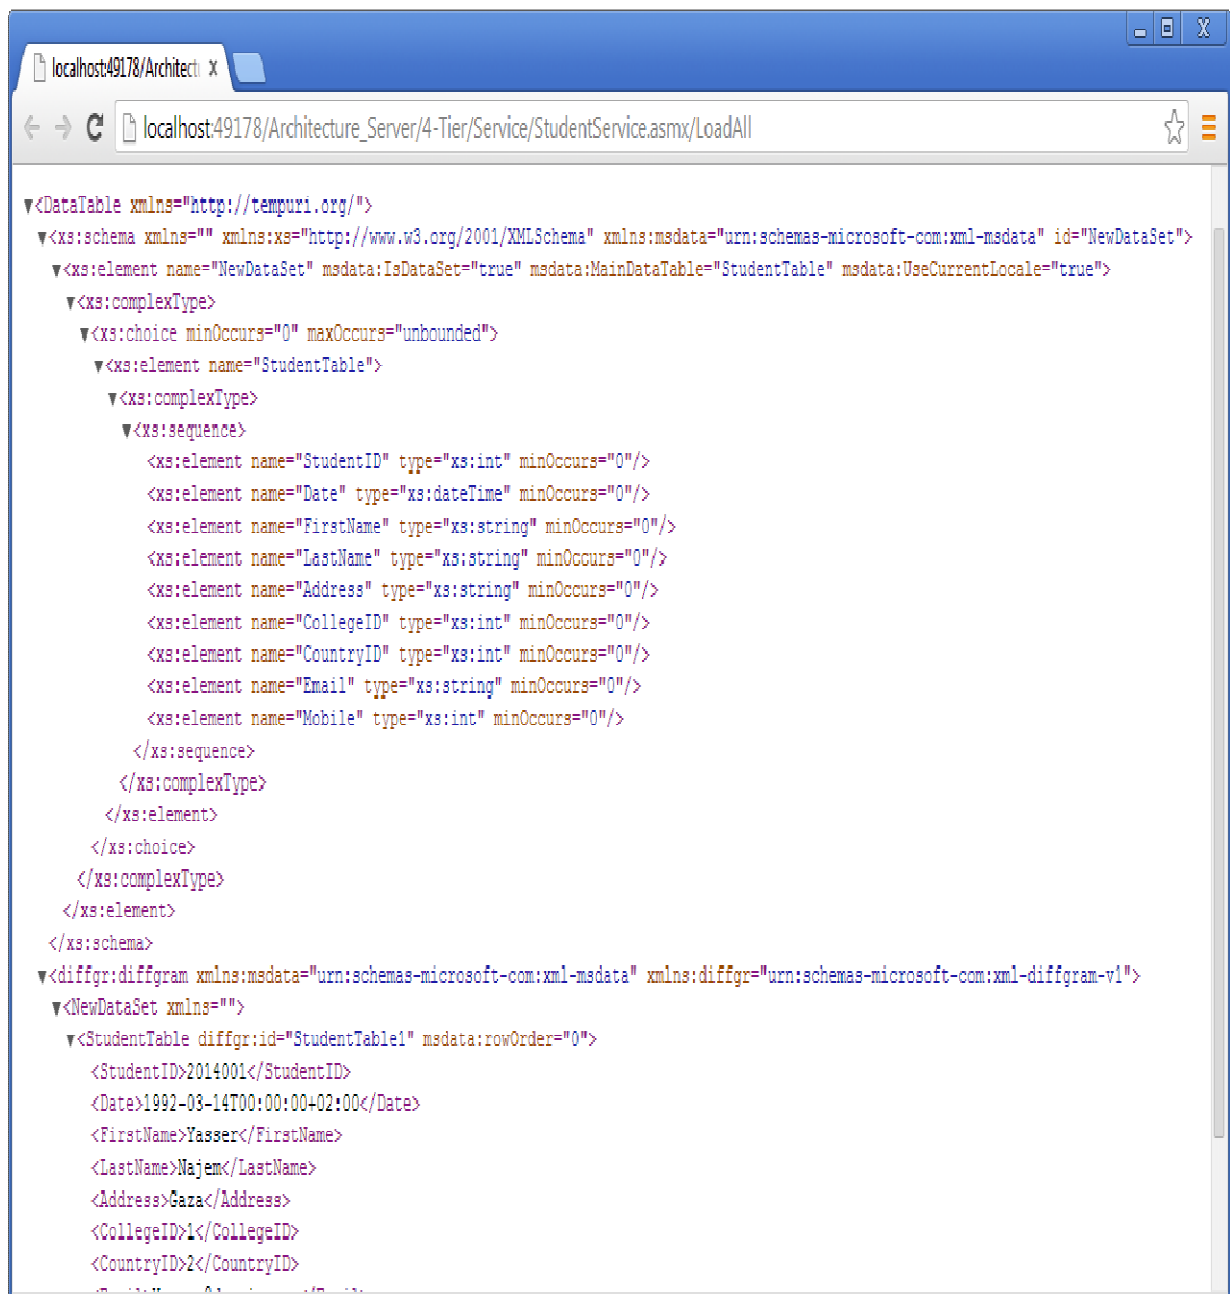 localhost:49178/Architectu
localhost:49178/Architecture_Server/4-Tier/Service/StudentService.asmx/LoadAll
▼<DataTable xmlns="http://tempuri.org/">
▼<xs:schema xmlns="" xmlns:xs="http://www.w3.org/2001/XMLSchema" xmlns:msdata="urn:schemas-microsoft-com:xml-msdata" id="NewDataSet">
▼<xs:element name="NewDataSet" msdata:IsDataSet="true" msdata:MainDataTable="StudentTable" msdata:UseCurrentLocale="true">
▼<xs:complexType>
▼<xs:choice minOccurs="0" maxOccurs="unbounded">
▼<xs:element name="StudentTable">
▼<xs:complexType>
▼<xs:sequence>
<xs:element name="StudentID" type="xs:int" minOccurs="0"/>
<xs:element name="Date" type="xs:dateTime" minOccurs="0"/>
<xs:element name="FirstName" type="xs:string" minOccurs="0"/>
<xs:element name="LastName" type="xs:string" minOccurs="0"/>
<xs:element name="Address" type="xs:string" minOccurs="0"/>
<xs:element name="CollegeID" type="xs:int" minOccurs="0"/>
<xs:element name="CountryID" type="xs:int" minOccurs="0"/>
<xs:element name="Email" type="xs:string" minOccurs="0"/>
<xs:element name="Mobile" type="xs:int" minOccurs="0"/>
</xs:sequence>
</xs:complexType>
</xs:element>
</xs:choice>
</xs:complexType>
</xs:element>
</xs:schema>
▼<diffgr:diffgram xmlns:msdata="urn:schemas-microsoft-com:xml-msdata" xmlns:diffgr="urn:schemas-microsoft-com:xml-diffgram-v1">
▼<NewDataSet xmlns="">
▼<StudentTable diffgr:id="StudentTable1" msdata:rowOrder="0">
<StudentID>2014001</StudentID>
<Date>1992-03-14T00:00:00+02:00</Date>
<FirstName>Yasser</FirstName>
<LastName>Najem</LastName>
<Address>Gaza</Address>
<CollegeID>1</CollegeID>
<CountryID>2</CountryID>